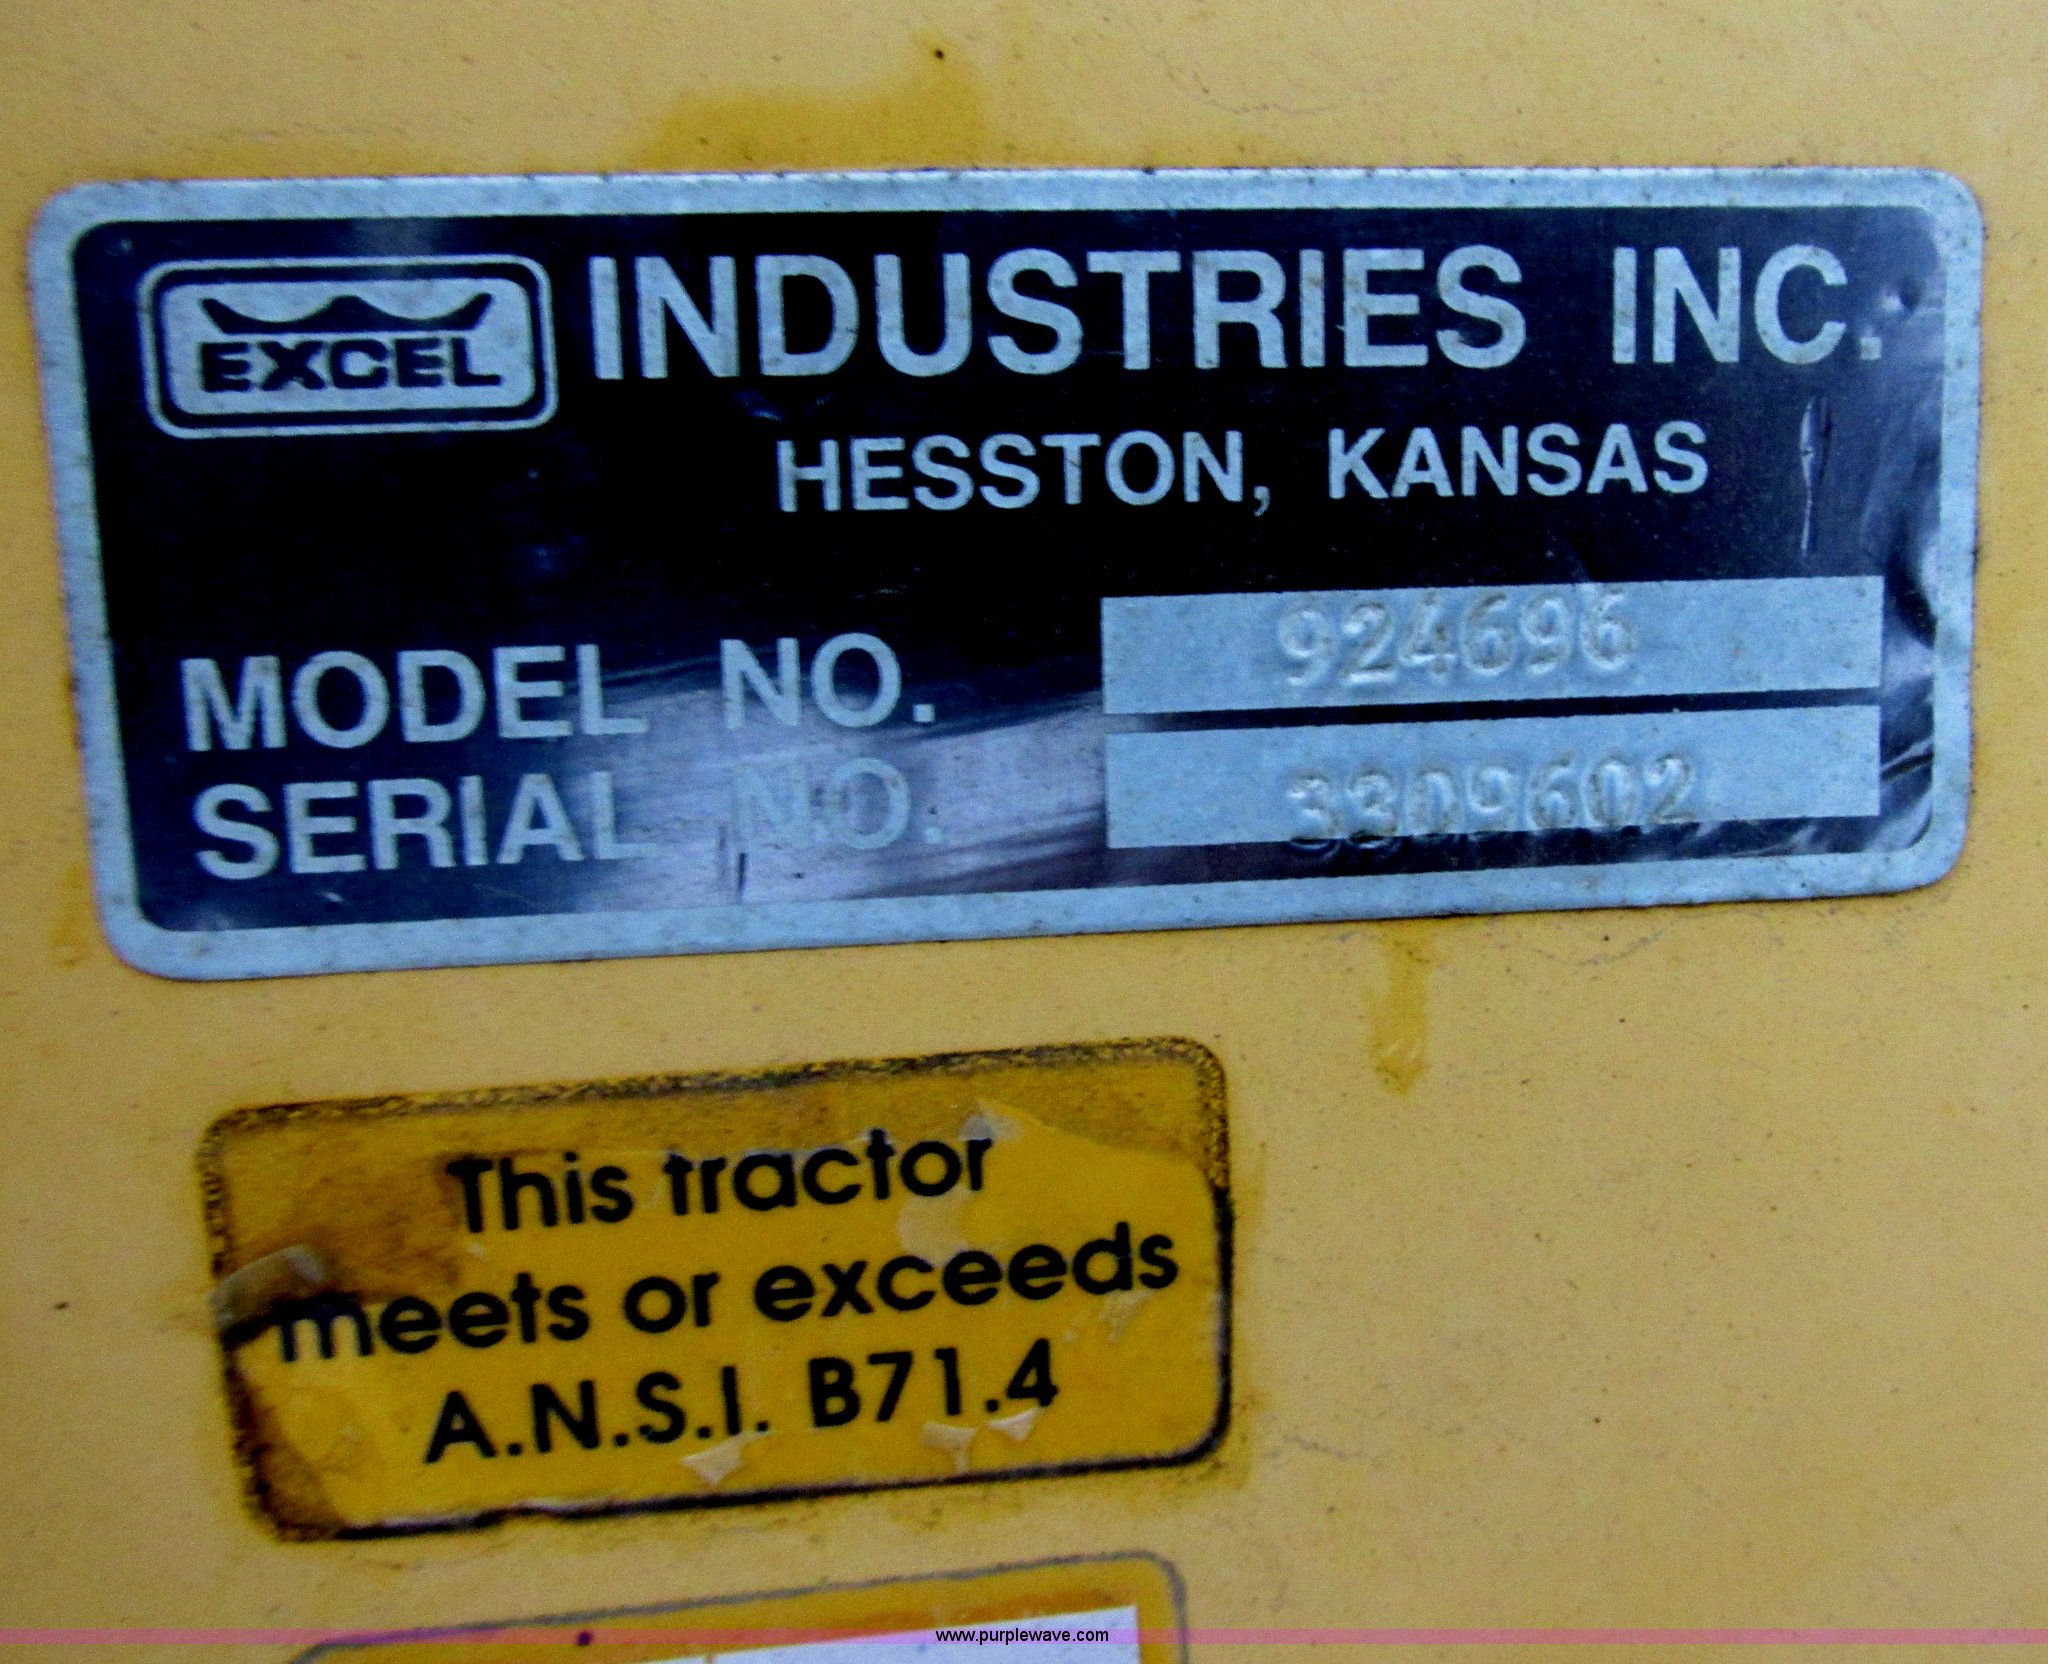 EXCEL INDUSTRIES INC.
HESSTON, KANSAS
MODEL NO. 924696
SERIAL NO. 3309602
This tractor
meets or exceeds
A.N.S.I. B71.4
www.purplewave.com